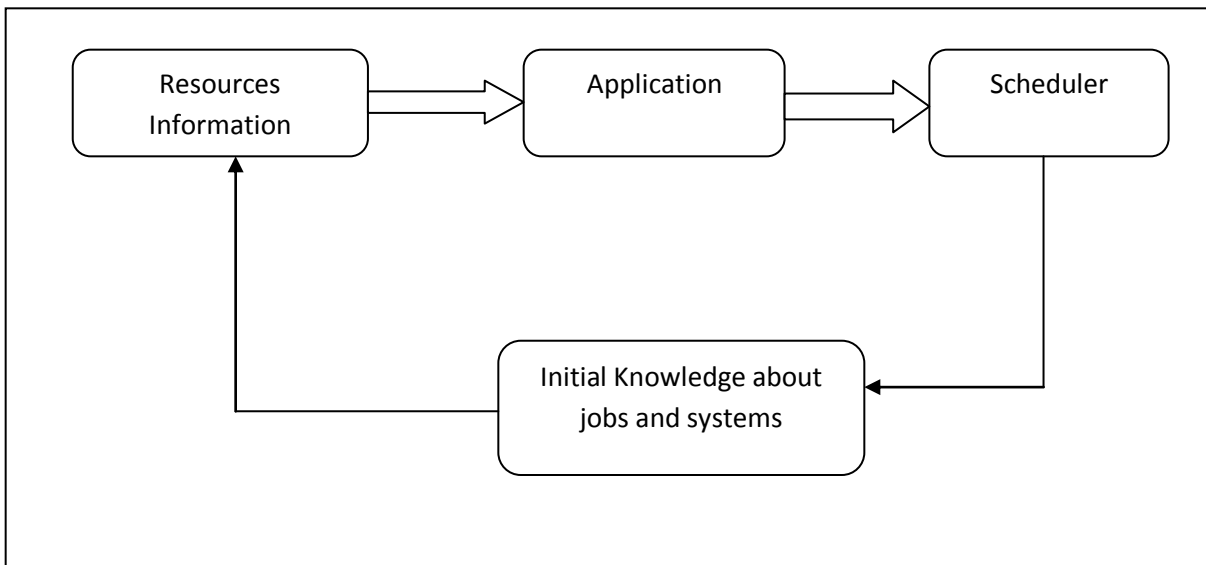 Resources
Information
Application
Scheduler
Initial Knowledge about
jobs and systems